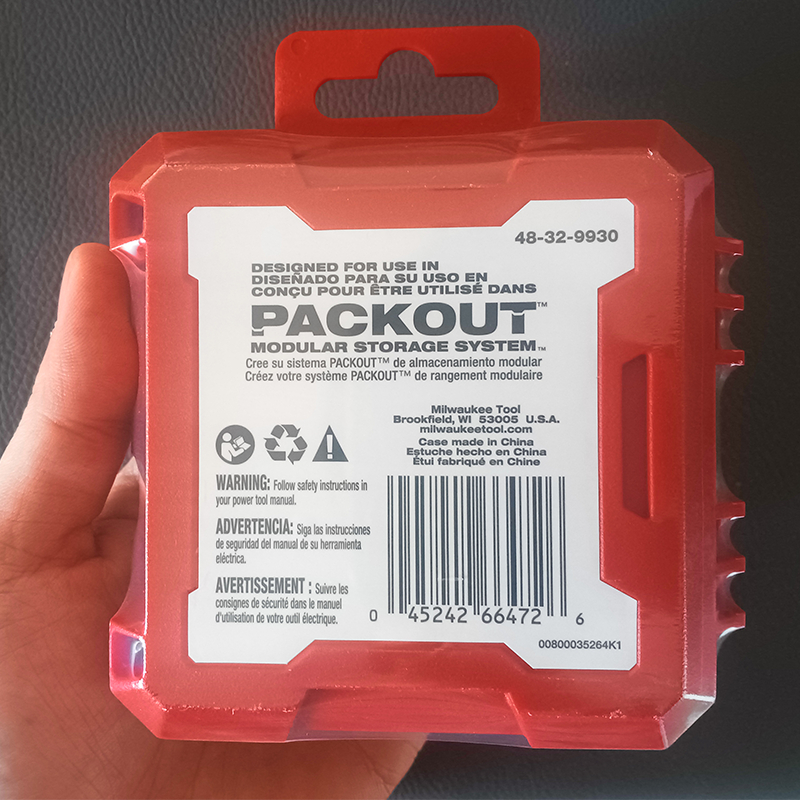 48-32-9930
DESIGNED FOR USE IN
DISEÑADO PARA SU USO EN
CONÇU POUR ÊTRE UTILISÉ DANS
PACKOUT™
MODULAR STORAGE SYSTEM™
Cree su sistema PACKOUT™ de almacenamiento modular
Créez votre système PACKOUT™ de rangement modulaire
Milwaukee Tool
Brookfield, WI 53005 U.S.A.
milwaukeetool.com
Case made in China
Estuche hecho en China
Étui fabriqué en Chine
WARNING: Follow safety instructions in
your power tool manual.
ADVERTENCIA: Siga las instrucciones
de seguridad del manual de su herramienta
eléctrica.
AVERTISSEMENT : Suivre les
consignes de sécurité dans le manuel
d'utilisation de votre outil électrique.
0 45242 66472 6
00800035264K1